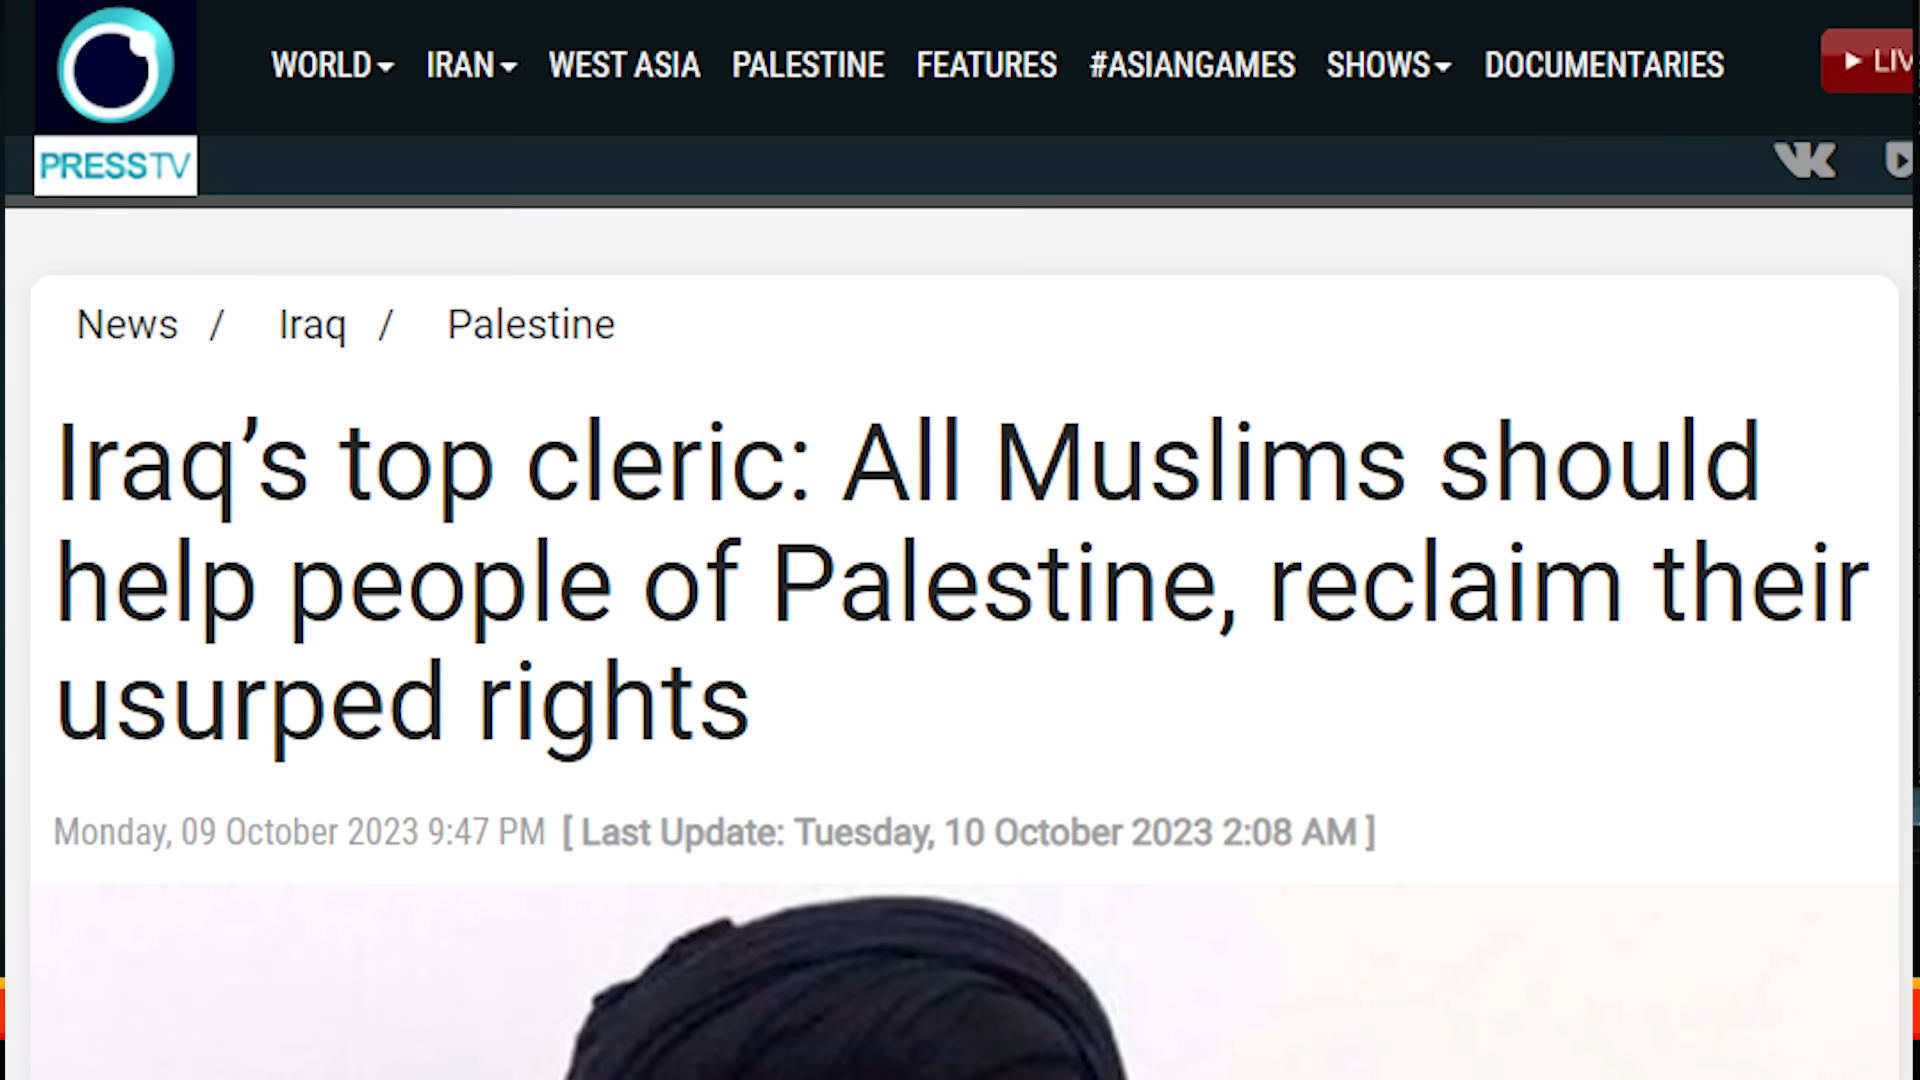 WORLD IRAN WEST ASIA PALESTINE FEATURES #ASIANGAMES SHOWS DOCUMENTARIES
PRESSTV
News / Iraq / Palestine
Iraq’s top cleric: All Muslims should
help people of Palestine, reclaim their
usurped rights
Monday, 09 October 2023 9:47 PM [ Last Update: Tuesday, 10 October 2023 2:08 AM ]